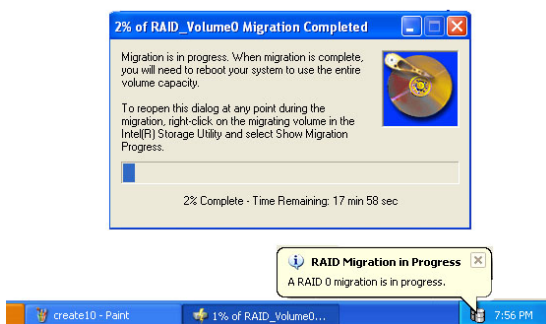 2% of RAID_Volume0 Migration Completed
Migration is in progress. When migration is complete,
you will need to reboot your system to use the entire
volume capacity.
To reopen this dialog at any point during the
migration, right-click on the migrating volume in the
Intel(R) Storage Utility and select Show Migration
Progress.
2% Complete - Time Remaining: 17 min 58 sec
RAID Migration in Progress
A RAID 0 migration is in progress.
create10 - Paint
1% of RAID_Volume0...
7:56 PM